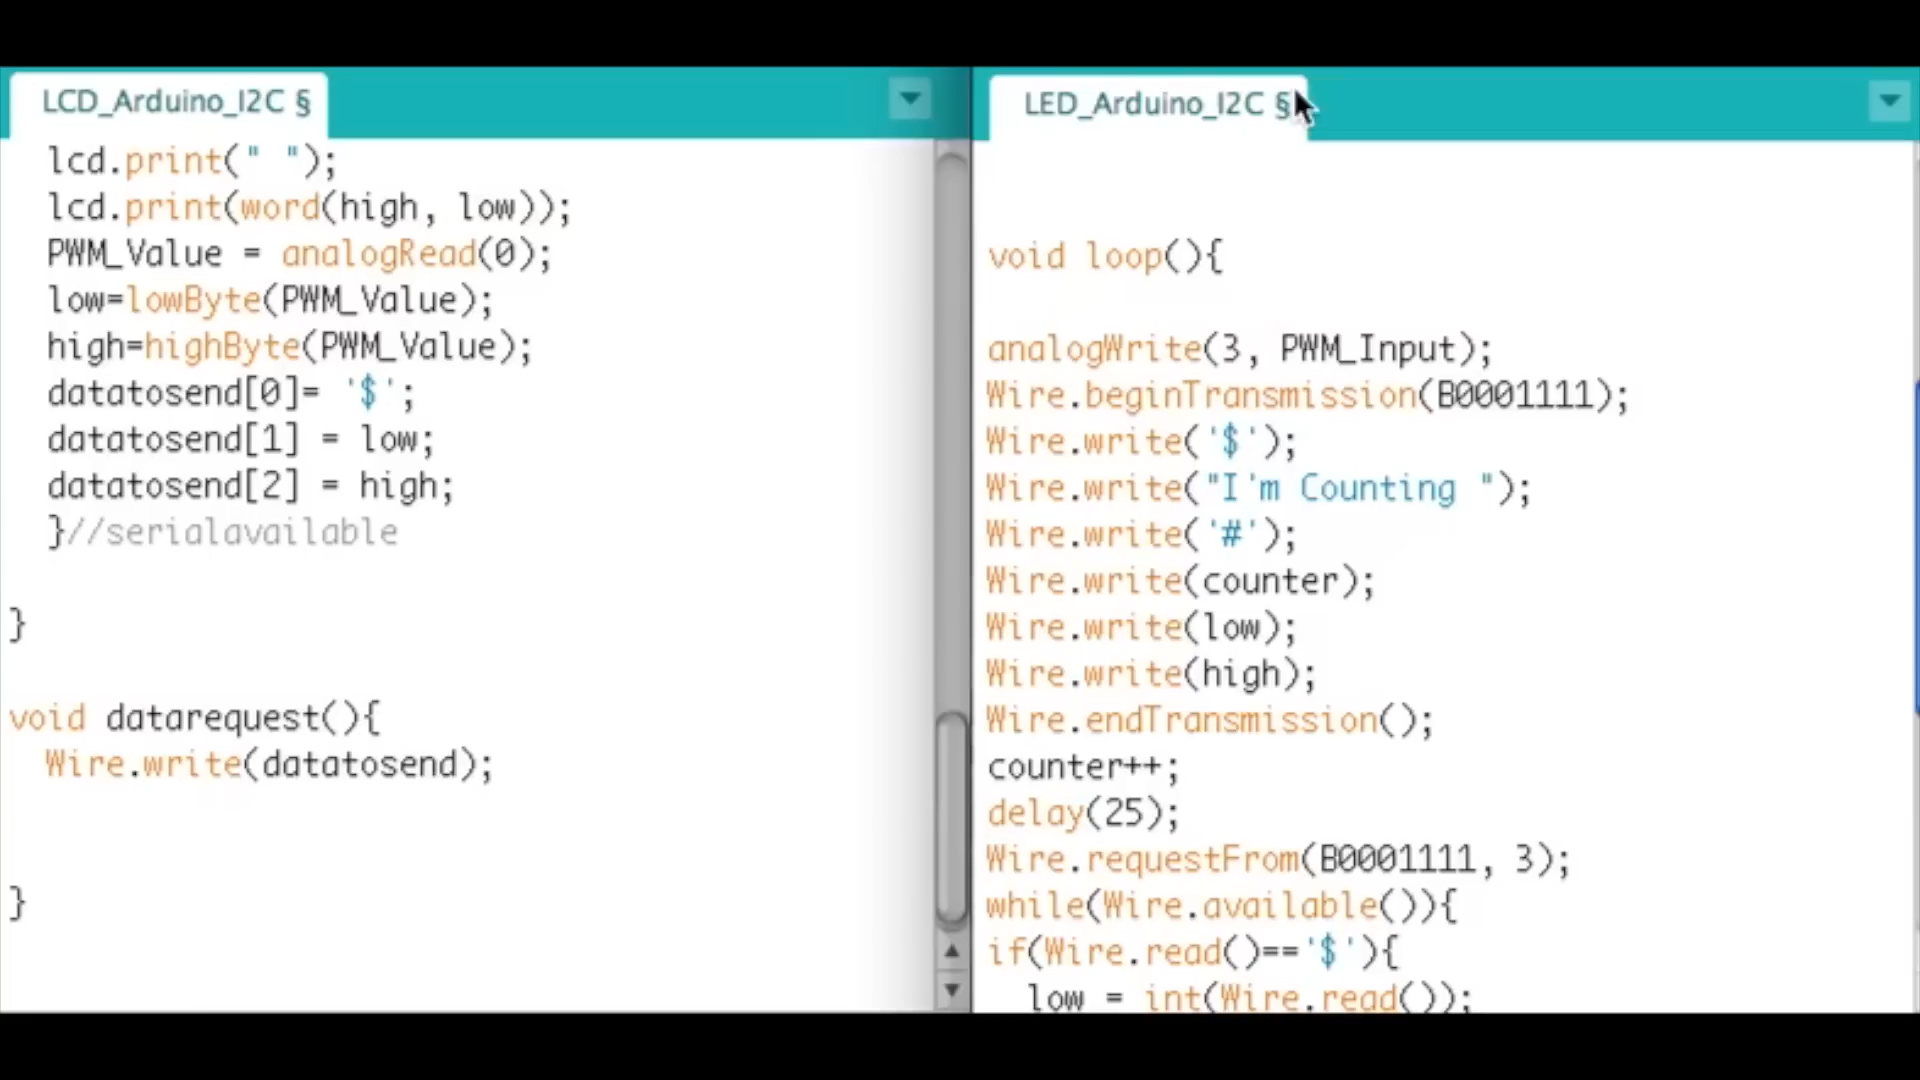 LCD_Arduino_I2C §
lcd.print(" ");
lcd.print(word(high, low));
PWM_Value = analogRead(0);
low=lowByte(PWM_Value);
high=highByte(PWM_Value);
datatosend[0]= '$';
datatosend[1] = low;
datatosend[2] = high;
}//serialavailable
}
void datarequest(){
Wire.write(datatosend);
}
LED_Arduino_I2C §
void loop(){
analogWrite(3, PWM_Input);
Wire.beginTransmission(B0001111);
Wire.write('$');
Wire.write("I'm Counting ");
Wire.write('#');
Wire.write(counter);
Wire.write(low);
Wire.write(high);
Wire.endTransmission();
counter++;
delay(25);
Wire.requestFrom(B0001111, 3);
while(Wire.available()){
if(Wire.read()=='$'){
low = int(Wire.read());